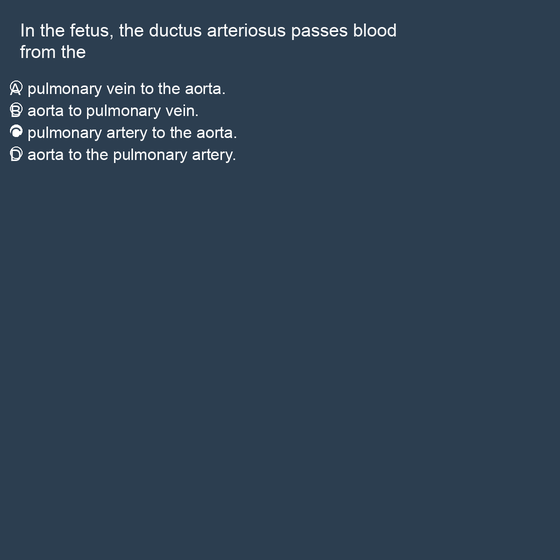 In the fetus, the ductus arteriosus passes blood
from the
A pulmonary vein to the aorta.
B aorta to pulmonary vein.
pulmonary artery to the aorta.
D aorta to the pulmonary artery.